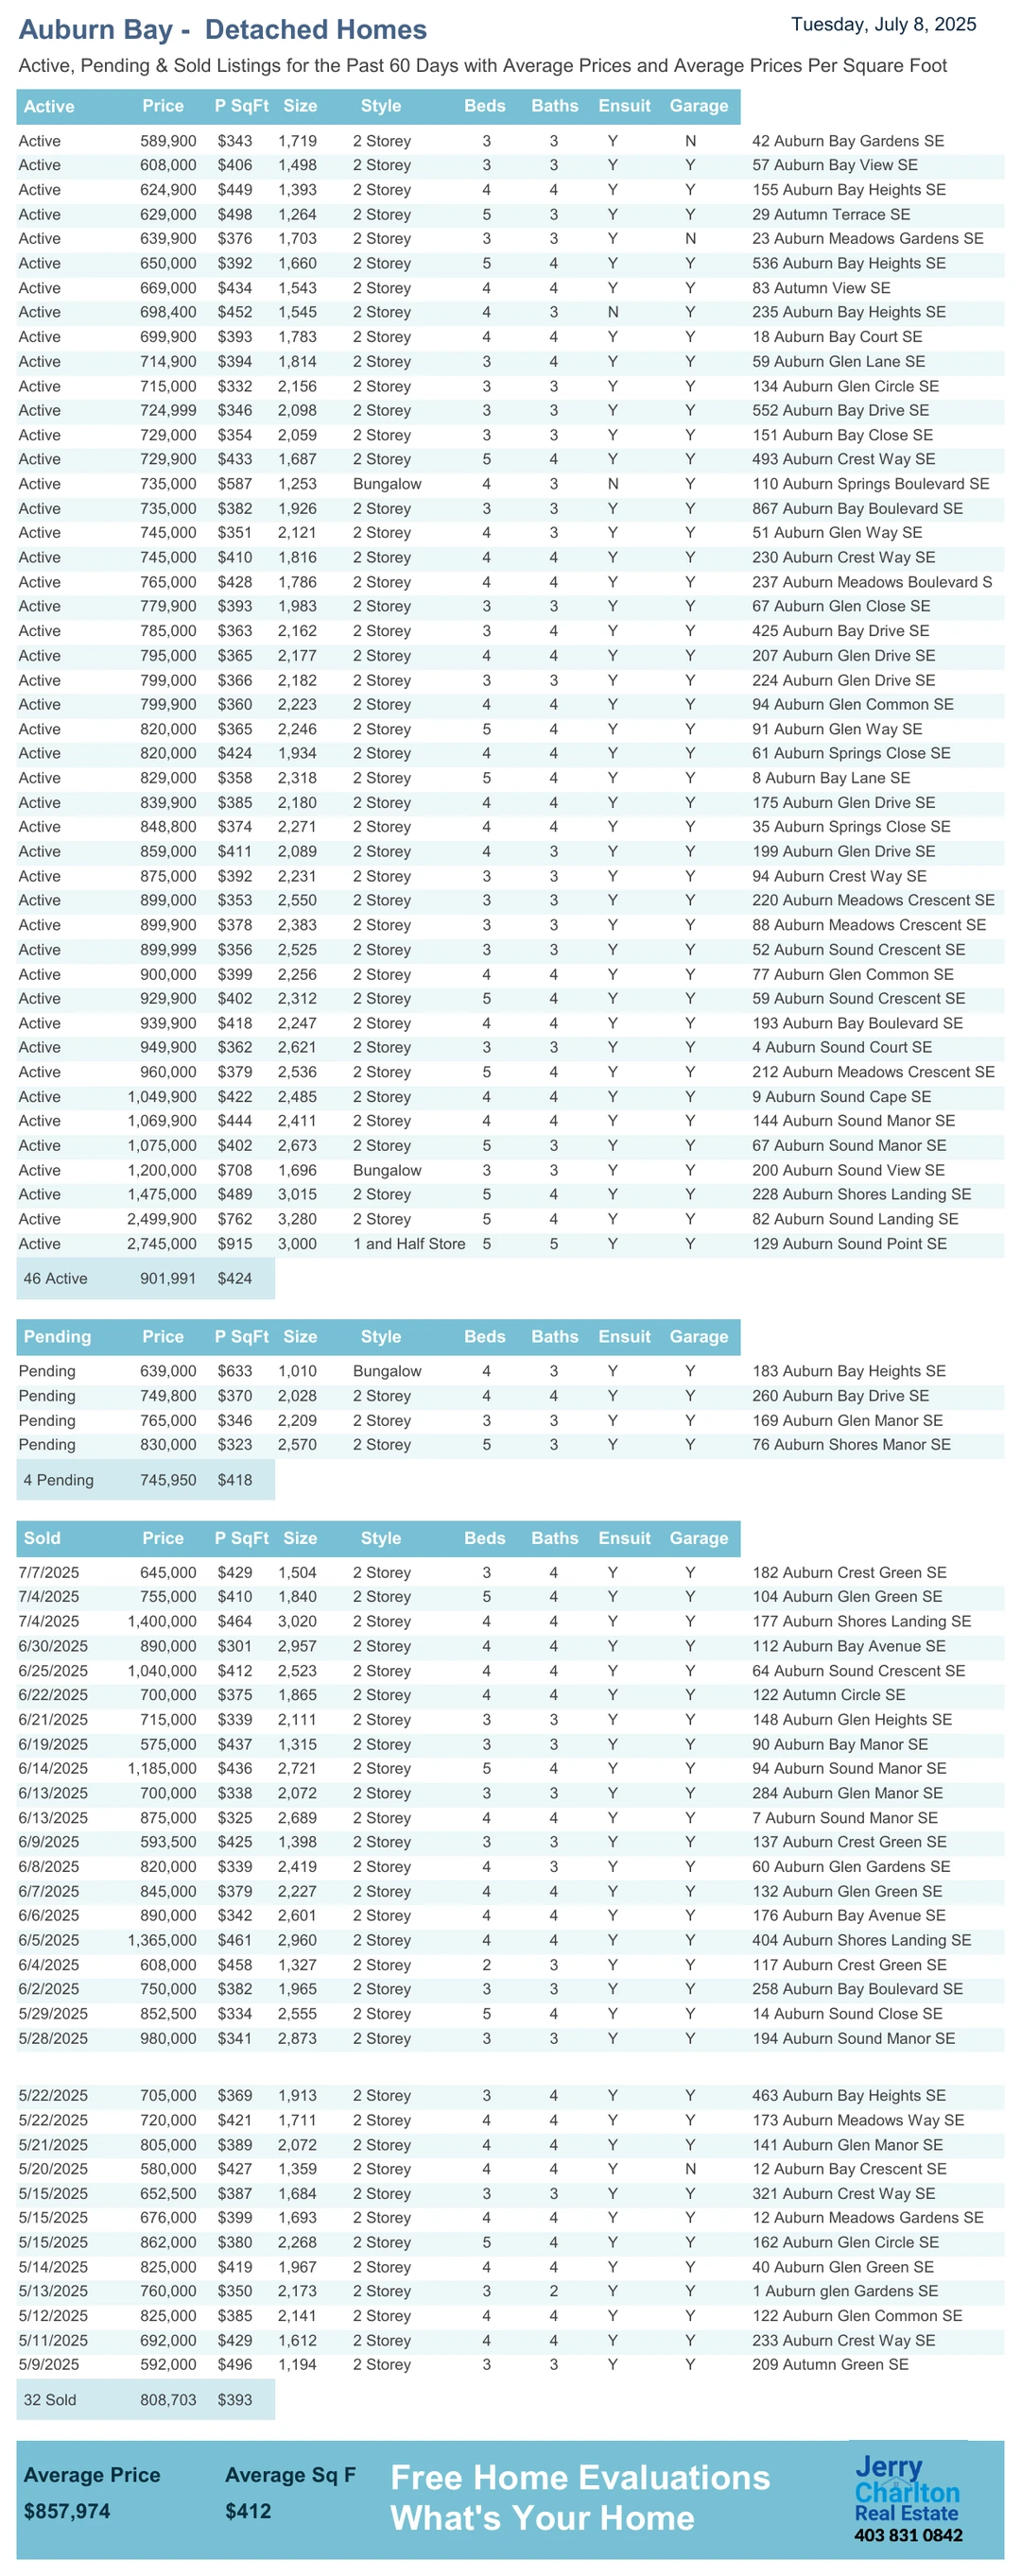 Auburn Bay - Detached Homes
Tuesday, July 8, 2025
Active, Pending & Sold Listings for the Past 60 Days with Average Prices and Average Prices Per Square Foot
Active Price P SqFt Size Style Beds Baths Ensuit Garage
Active 589,900 $343 1,719 2 Storey 3 3 Y N 42 Auburn Bay Gardens SE
Active 608,000 $406 1,498 2 Storey 3 3 Y Y 57 Auburn Bay View SE
Active 624,900 $449 1,393 2 Storey 4 4 Y Y 155 Auburn Bay Heights SE
Active 629,000 $498 1,264 2 Storey 5 3 Y Y 29 Autumn Terrace SE
Active 639,900 $376 1,703 2 Storey 3 3 Y N 23 Auburn Meadows Gardens SE
Active 650,000 $392 1,660 2 Storey 5 4 Y Y 536 Auburn Bay Heights SE
Active 669,000 $434 1,543 2 Storey 4 4 Y Y 83 Autumn View SE
Active 698,400 $452 1,545 2 Storey 4 3 N Y 235 Auburn Bay Heights SE
Active 699,900 $393 1,783 2 Storey 4 4 Y Y 18 Auburn Bay Court SE
Active 714,900 $394 1,814 2 Storey 3 4 Y Y 59 Auburn Glen Lane SE
Active 715,000 $332 2,156 2 Storey 3 3 Y Y 134 Auburn Glen Circle SE
Active 724,999 $346 2,098 2 Storey 3 3 Y Y 552 Auburn Bay Drive SE
Active 729,000 $354 2,059 2 Storey 3 3 Y Y 151 Auburn Bay Close SE
Active 729,900 $433 1,687 2 Storey 5 4 Y Y 493 Auburn Crest Way SE
Active 735,000 $587 1,253 Bungalow 4 3 N Y 110 Auburn Springs Boulevard SE
Active 735,000 $382 1,926 2 Storey 3 3 Y Y 867 Auburn Bay Boulevard SE
Active 745,000 $351 2,121 2 Storey 4 3 Y Y 51 Auburn Glen Way SE
Active 745,000 $410 1,816 2 Storey 4 4 Y Y 230 Auburn Crest Way SE
Active 765,000 $428 1,786 2 Storey 4 4 Y Y 237 Auburn Meadows Boulevard S
Active 779,900 $393 1,983 2 Storey 3 3 Y Y 67 Auburn Glen Close SE
Active 785,000 $363 2,162 2 Storey 3 4 Y Y 425 Auburn Bay Drive SE
Active 795,000 $365 2,177 2 Storey 4 4 Y Y 207 Auburn Glen Drive SE
Active 799,000 $366 2,182 2 Storey 3 3 Y Y 224 Auburn Glen Drive SE
Active 799,900 $360 2,223 2 Storey 4 4 Y Y 94 Auburn Glen Common SE
Active 820,000 $365 2,246 2 Storey 5 4 Y Y 91 Auburn Glen Way SE
Active 820,000 $424 1,934 2 Storey 4 4 Y Y 61 Auburn Springs Close SE
Active 829,000 $358 2,318 2 Storey 5 4 Y Y 8 Auburn Bay Lane SE
Active 839,900 $385 2,180 2 Storey 4 4 Y Y 175 Auburn Glen Drive SE
Active 848,800 $374 2,271 2 Storey 4 4 Y Y 35 Auburn Springs Close SE
Active 859,000 $411 2,089 2 Storey 4 3 Y Y 199 Auburn Glen Drive SE
Active 875,000 $392 2,231 2 Storey 3 3 Y Y 94 Auburn Crest Way SE
Active 899,000 $353 2,550 2 Storey 3 3 Y Y 220 Auburn Meadows Crescent SE
Active 899,900 $378 2,383 2 Storey 3 3 Y Y 88 Auburn Meadows Crescent SE
Active 899,999 $356 2,525 2 Storey 3 3 Y Y 52 Auburn Sound Crescent SE
Active 900,000 $399 2,256 2 Storey 4 4 Y Y 77 Auburn Glen Common SE
Active 929,900 $402 2,312 2 Storey 5 4 Y Y 59 Auburn Sound Crescent SE
Active 939,900 $418 2,247 2 Storey 4 4 Y Y 193 Auburn Bay Boulevard SE
Active 949,900 $362 2,621 2 Storey 3 3 Y Y 4 Auburn Sound Court SE
Active 960,000 $379 2,536 2 Storey 5 4 Y Y 212 Auburn Meadows Crescent SE
Active 1,049,900 $422 2,485 2 Storey 4 4 Y Y 9 Auburn Sound Cape SE
Active 1,069,900 $444 2,411 2 Storey 4 4 Y Y 144 Auburn Sound Manor SE
Active 1,075,000 $402 2,673 2 Storey 5 3 Y Y 67 Auburn Sound Manor SE
Active 1,200,000 $708 1,696 Bungalow 3 3 Y Y 200 Auburn Sound View SE
Active 1,475,000 $489 3,015 2 Storey 5 4 Y Y 228 Auburn Shores Landing SE
Active 2,499,900 $762 3,280 2 Storey 5 4 Y Y 82 Auburn Sound Landing SE
Active 2,745,000 $915 3,000 1 and Half Store 5 5 Y Y 129 Auburn Sound Point SE
46 Active 901,991 $424
Pending Price P SqFt Size Style Beds Baths Ensuit Garage
Pending 639,000 $633 1,010 Bungalow 4 3 Y Y 183 Auburn Bay Heights SE
Pending 749,800 $370 2,028 2 Storey 4 4 Y Y 260 Auburn Bay Drive SE
Pending 765,000 $346 2,209 2 Storey 3 3 Y Y 169 Auburn Glen Manor SE
Pending 830,000 $323 2,570 2 Storey 5 3 Y Y 76 Auburn Shores Manor SE
4 Pending 745,950 $418
Sold Price P SqFt Size Style Beds Baths Ensuit Garage
7/7/2025 645,000 $429 1,504 2 Storey 3 4 Y Y 182 Auburn Crest Green SE
7/4/2025 755,000 $410 1,840 2 Storey 5 4 Y Y 104 Auburn Glen Green SE
7/4/2025 1,400,000 $464 3,020 2 Storey 4 4 Y Y 177 Auburn Shores Landing SE
6/30/2025 890,000 $301 2,957 2 Storey 4 4 Y Y 112 Auburn Bay Avenue SE
6/25/2025 1,040,000 $412 2,523 2 Storey 4 4 Y Y 64 Auburn Sound Crescent SE
6/22/2025 700,000 $375 1,865 2 Storey 4 4 Y Y 122 Autumn Circle SE
6/21/2025 715,000 $339 2,111 2 Storey 3 3 Y Y 148 Auburn Glen Heights SE
6/19/2025 575,000 $437 1,315 2 Storey 3 3 Y Y 90 Auburn Bay Manor SE
6/14/2025 1,185,000 $436 2,721 2 Storey 5 4 Y Y 94 Auburn Sound Manor SE
6/13/2025 700,000 $338 2,072 2 Storey 3 3 Y Y 284 Auburn Glen Manor SE
6/13/2025 875,000 $325 2,689 2 Storey 4 4 Y Y 7 Auburn Sound Manor SE
6/9/2025 593,500 $425 1,398 2 Storey 3 3 Y Y 137 Auburn Crest Green SE
6/8/2025 820,000 $339 2,419 2 Storey 4 3 Y Y 60 Auburn Glen Gardens SE
6/7/2025 845,000 $379 2,227 2 Storey 4 4 Y Y 132 Auburn Glen Green SE
6/6/2025 890,000 $342 2,601 2 Storey 4 4 Y Y 176 Auburn Bay Avenue SE
6/5/2025 1,365,000 $461 2,960 2 Storey 4 4 Y Y 404 Auburn Shores Landing SE
6/4/2025 608,000 $458 1,327 2 Storey 2 3 Y Y 117 Auburn Crest Green SE
6/2/2025 750,000 $382 1,965 2 Storey 3 3 Y Y 258 Auburn Bay Boulevard SE
5/29/2025 852,500 $334 2,555 2 Storey 5 4 Y Y 14 Auburn Sound Close SE
5/28/2025 980,000 $341 2,873 2 Storey 3 3 Y Y 194 Auburn Sound Manor SE
5/22/2025 705,000 $369 1,913 2 Storey 3 4 Y Y 463 Auburn Bay Heights SE
5/22/2025 720,000 $421 1,711 2 Storey 4 4 Y Y 173 Auburn Meadows Way SE
5/21/2025 805,000 $389 2,072 2 Storey 4 4 Y Y 141 Auburn Glen Manor SE
5/20/2025 580,000 $427 1,359 2 Storey 4 4 Y N 12 Auburn Bay Crescent SE
5/15/2025 652,500 $387 1,684 2 Storey 3 3 Y Y 321 Auburn Crest Way SE
5/15/2025 676,000 $399 1,693 2 Storey 4 4 Y Y 12 Auburn Meadows Gardens SE
5/15/2025 862,000 $380 2,268 2 Storey 5 4 Y Y 162 Auburn Glen Circle SE
5/14/2025 825,000 $419 1,967 2 Storey 4 4 Y Y 40 Auburn Glen Green SE
5/13/2025 760,000 $350 2,173 2 Storey 3 2 Y Y 1 Auburn glen Gardens SE
5/12/2025 825,000 $385 2,141 2 Storey 4 4 Y Y 122 Auburn Glen Common SE
5/11/2025 692,000 $429 1,612 2 Storey 4 4 Y Y 233 Auburn Crest Way SE
5/9/2025 592,000 $496 1,194 2 Storey 3 3 Y Y 209 Autumn Green SE
32 Sold 808,703 $393
Average Price Average Sq F
$857,974 $412
Free Home Evaluations
What's Your Home
Jerry
Charlton
Real Estate
403 831 0842